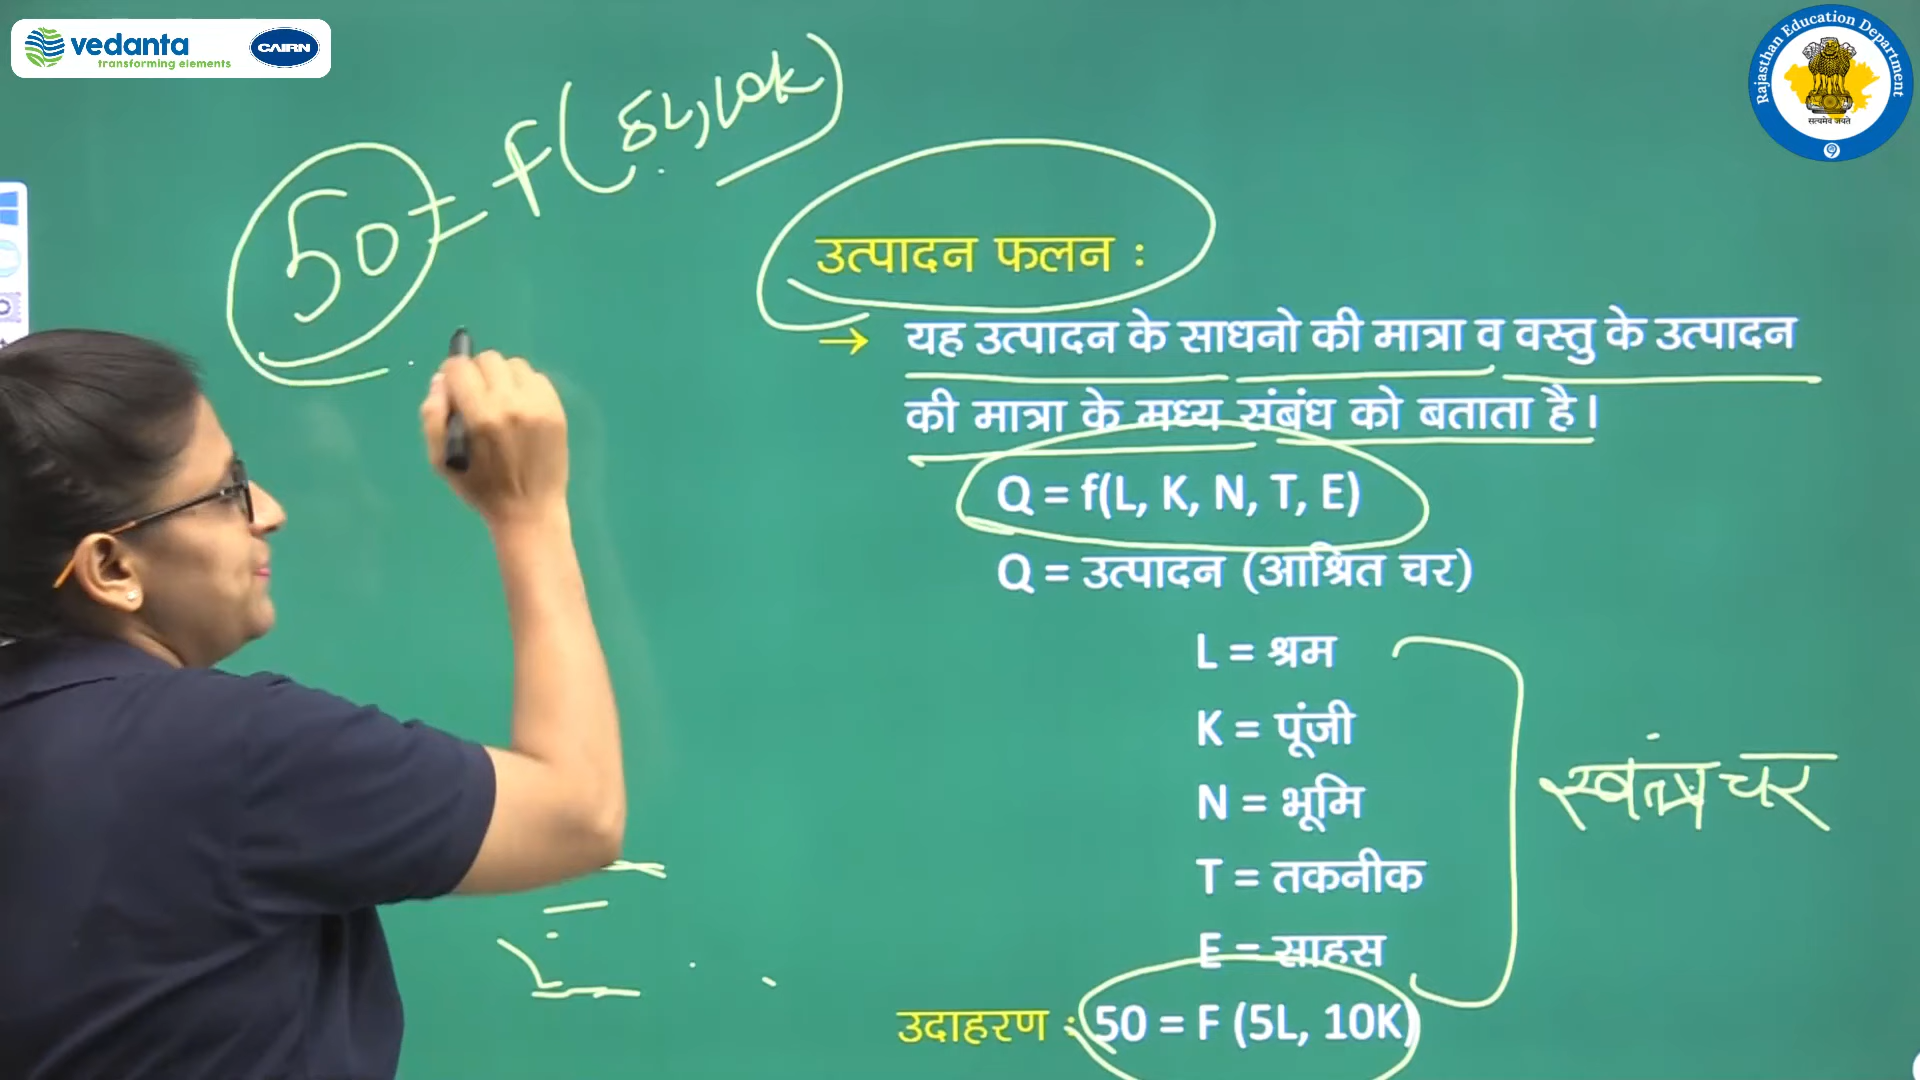 vedanta
transforming elements
CAIRN
Rajasthan Education Department
सत्यमेव जयते
50 = f(5L, 10K)
उत्पादन फलन :
→ यह उत्पादन के साधनो की मात्रा व वस्तु के उत्पादन
की मात्रा के मध्य संबंध को बताता है।
Q = f(L, K, N, T, E)
Q = उत्पादन (आश्रित चर)
L = श्रम
K = पूंजी
N = भूमि
T = तकनीक
E = साहस
स्वतंत्र चर
उदाहरण : 50 = F (5L, 10K)